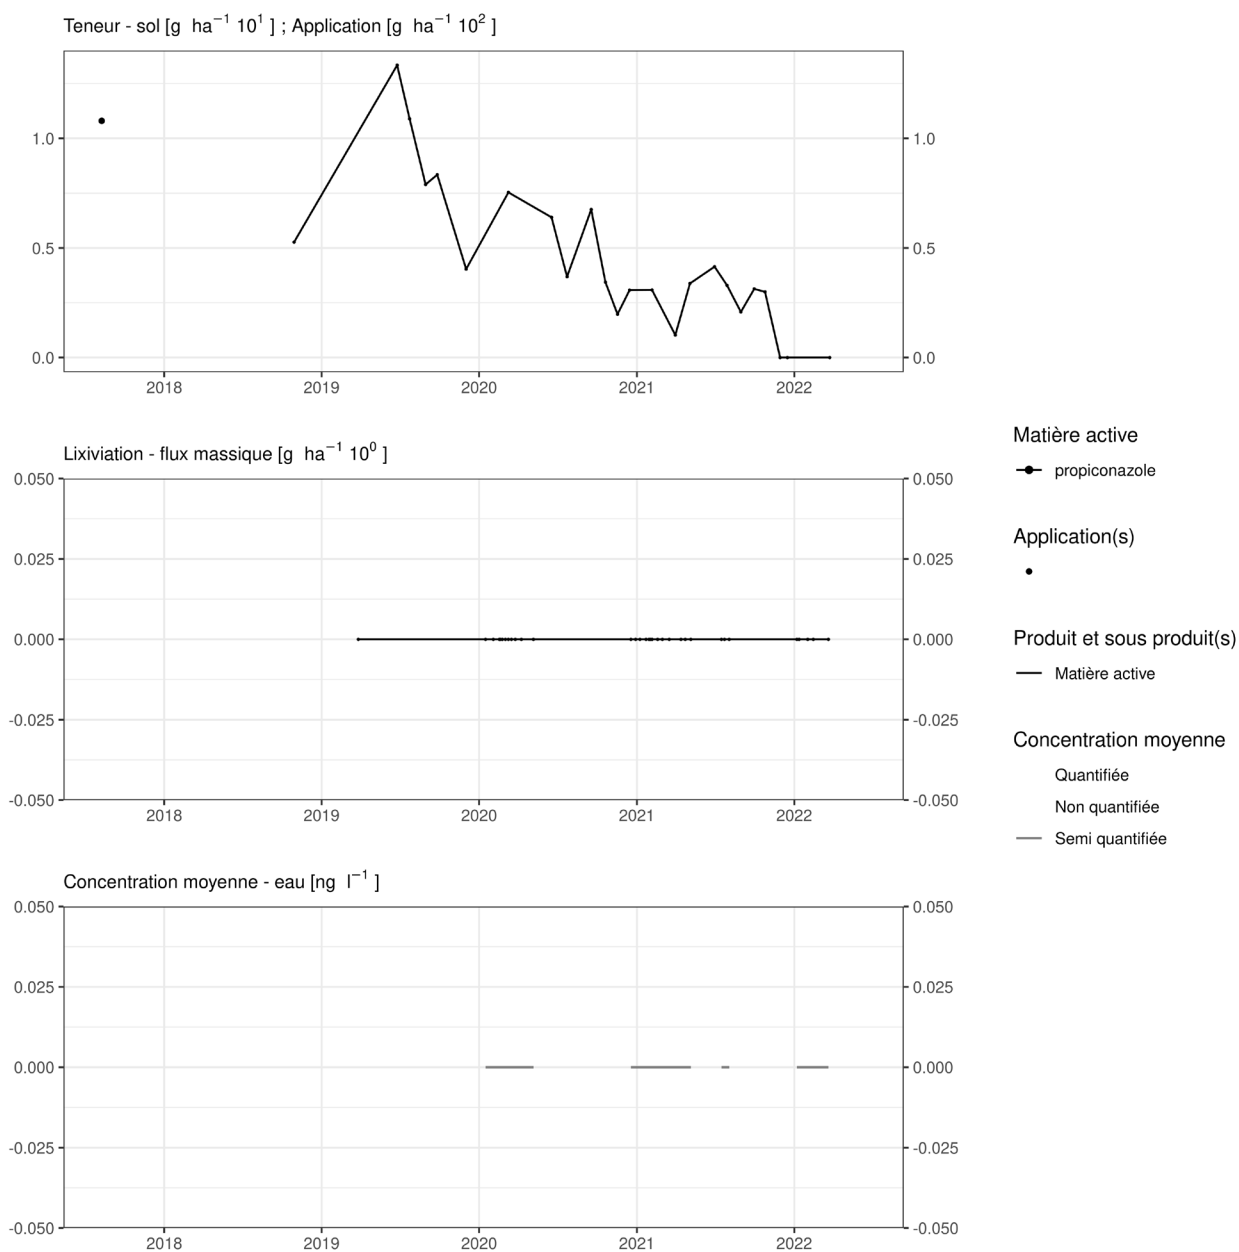 Teneur - sol [g ha⁻¹ 10¹ ] ; Application [g ha⁻¹ 10² ]
1.0 1.0
0.5 0.5
0.0 0.0
2018 2019 2020 2021 2022
Lixiviation - flux massique [g ha⁻¹ 10⁰ ]
0.050 0.050
0.025 0.025
0.000 0.000
-0.025 -0.025
-0.050 -0.050
2018 2019 2020 2021 2022
Concentration moyenne - eau [ng l⁻¹ ]
0.050 0.050
0.025 0.025
0.000 0.000
-0.025 -0.025
-0.050 -0.050
2018 2019 2020 2021 2022
Matière active
propiconazole
Application(s)
Produit et sous produit(s)
Matière active
Concentration moyenne
Quantifiée
Non quantifiée
Semi quantifiée